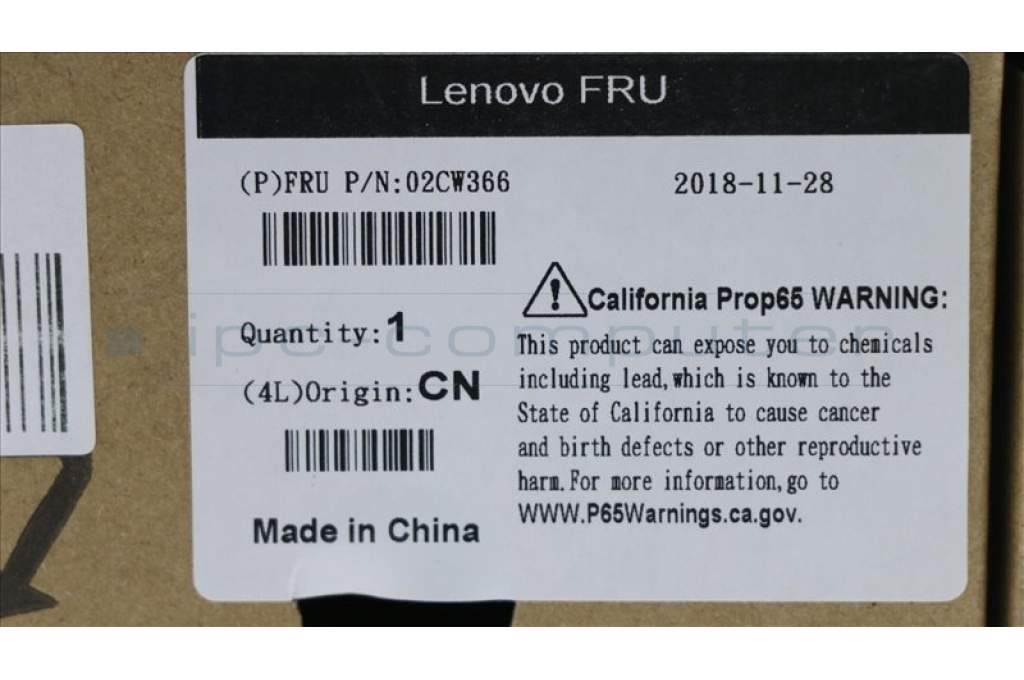 Lenovo FRU
(P)FRU P/N:02CW366
2018-11-28
Quantity:1
(4L)Origin:CN
Made in China
California Prop65 WARNING:
This product can expose you to chemicals
including lead,which is known to the
State of California to cause cancer
and birth defects or other reproductive
harm.For more information,go to
WWW.P65Warnings.ca.gov.
ipc computer